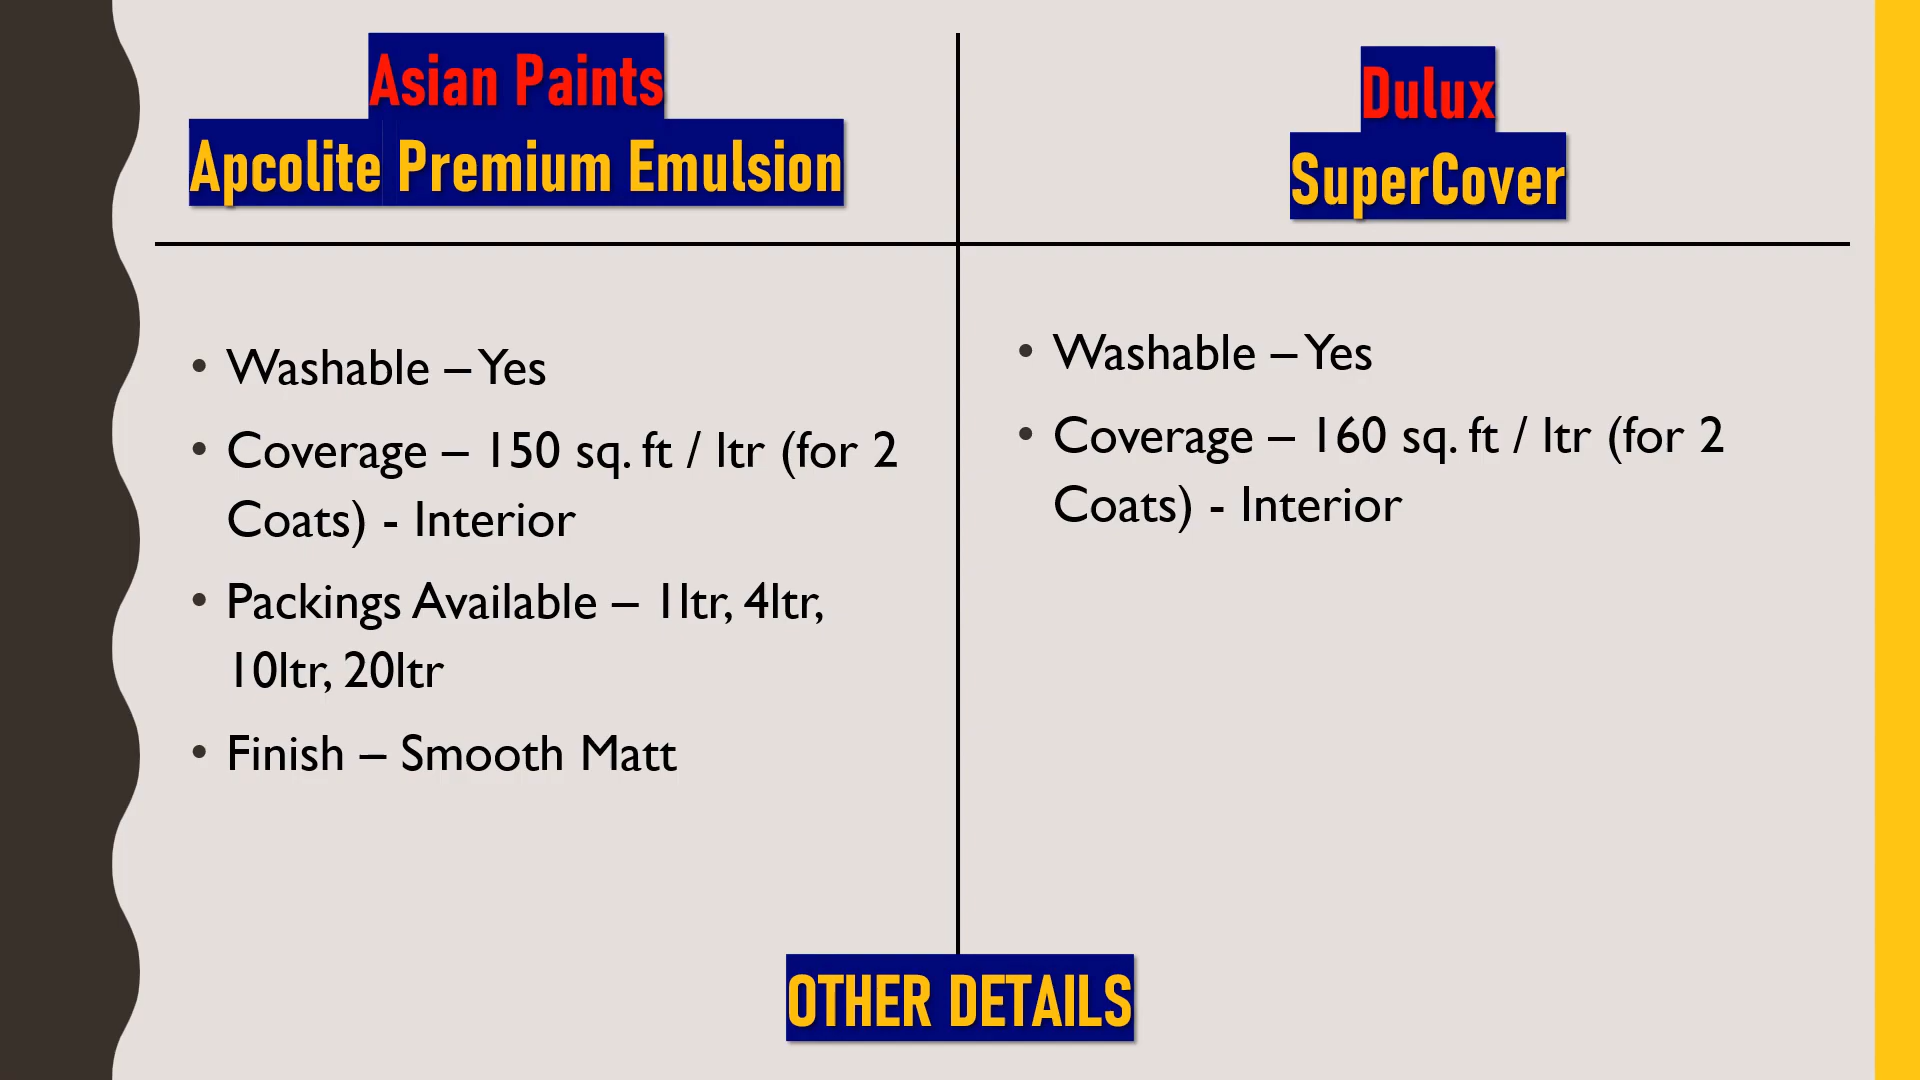 Asian Paints
Apcolite Premium Emulsion
• Washable – Yes
• Coverage – 150 sq. ft / ltr (for 2
Coats) - Interior
• Packings Available – 1ltr, 4ltr,
10ltr, 20ltr
• Finish – Smooth Matt
Dulux
SuperCover
• Washable – Yes
• Coverage – 160 sq. ft / ltr (for 2
Coats) - Interior
OTHER DETAILS